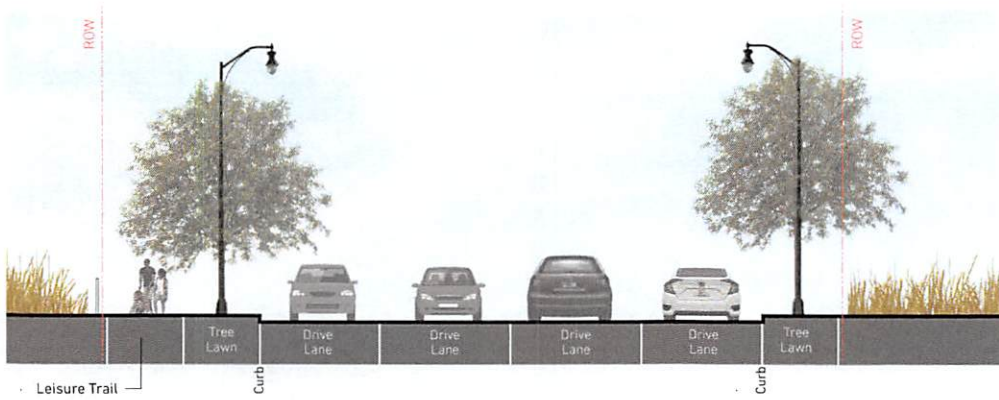 ROW
ROW
Tree
Lawn
Drive
Lane
Drive
Lane
Drive
Lane
Drive
Lane
Tree
Lawn
Curb
Curb
Leisure Trail